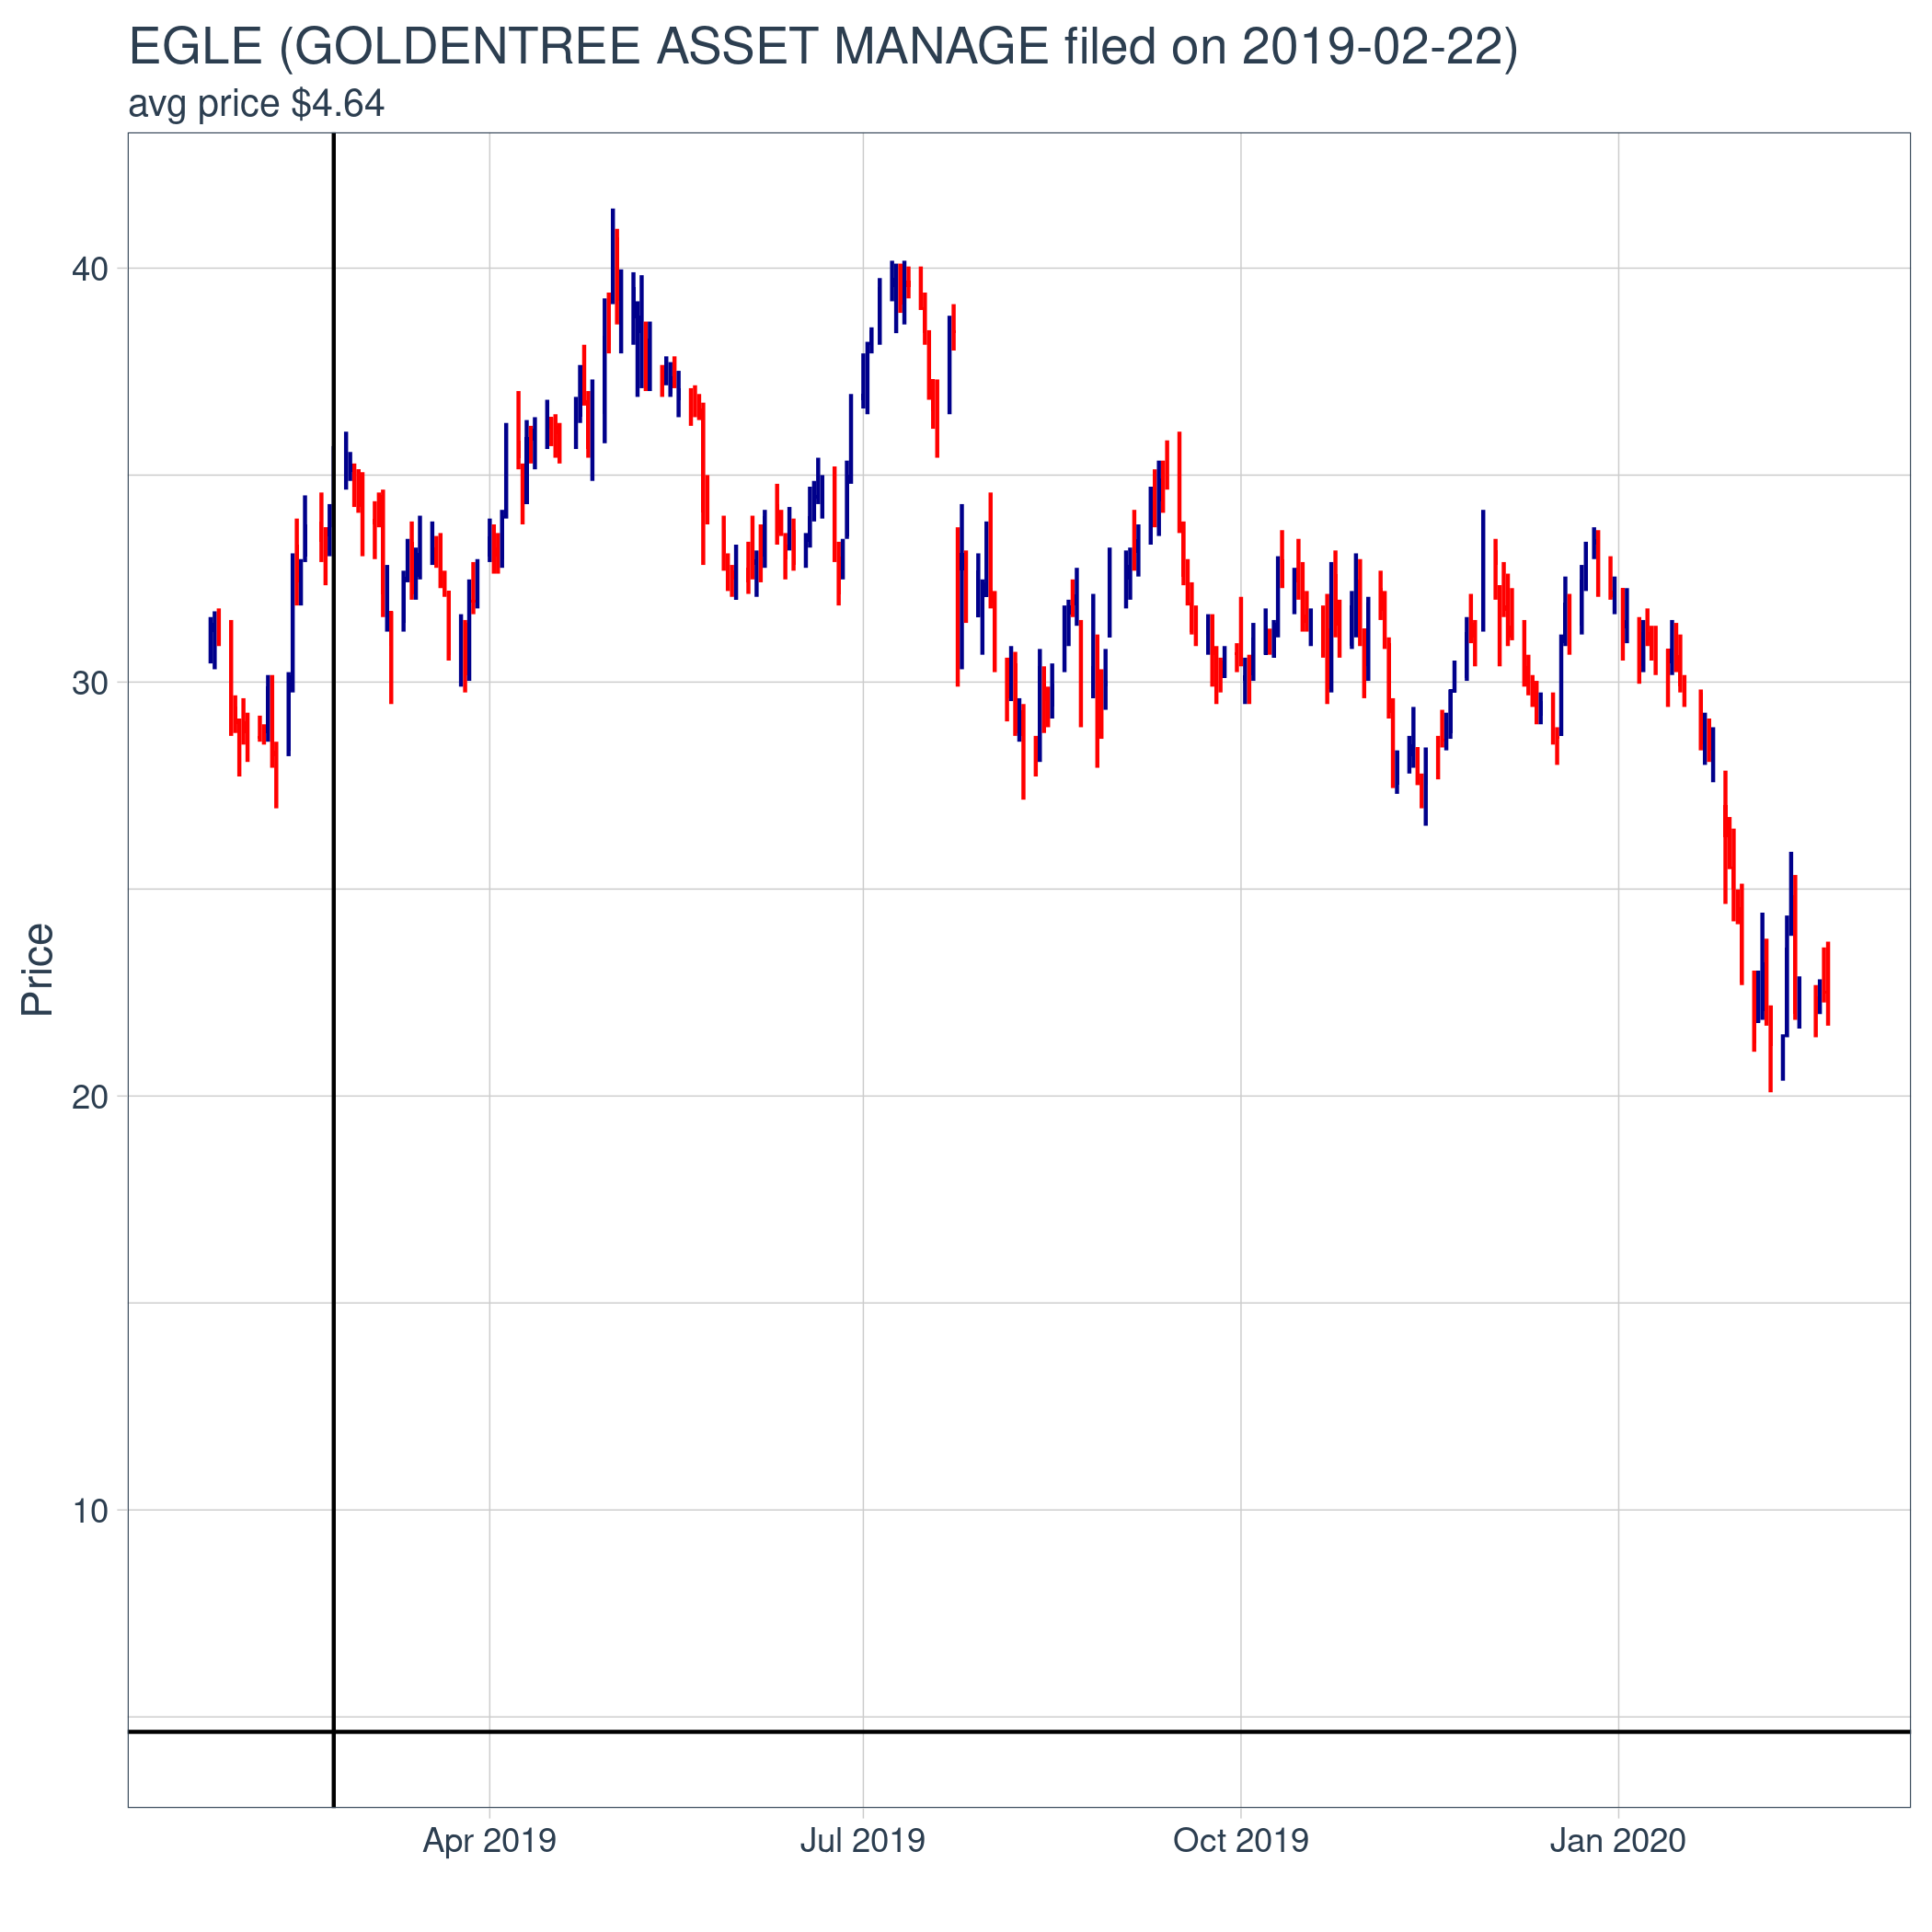 EGLE (GOLDENTREE ASSET MANAGE filed on 2019-02-22)
avg price $4.64
40
30
20
10
Price
Apr 2019
Jul 2019
Oct 2019
Jan 2020